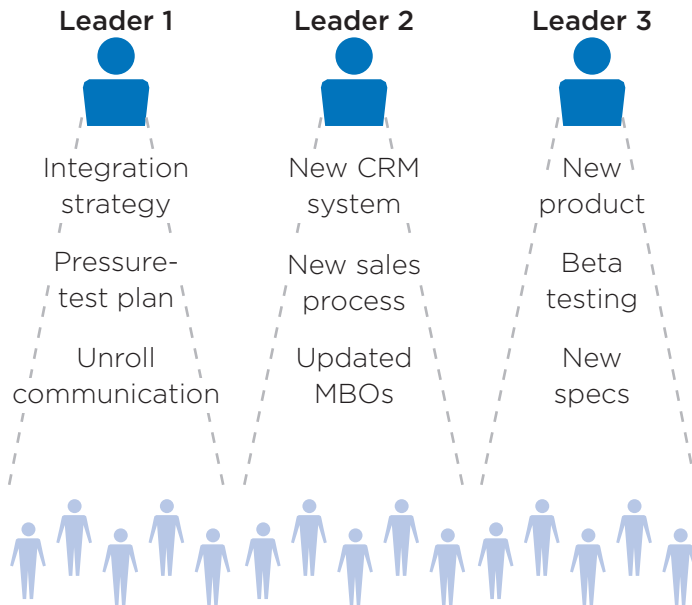 Leader 1
Integration
strategy
Pressure-
test plan
Unroll
communication
Leader 2
New CRM
system
New sales
process
Updated
MBOs
Leader 3
New
product
Beta
testing
New
specs